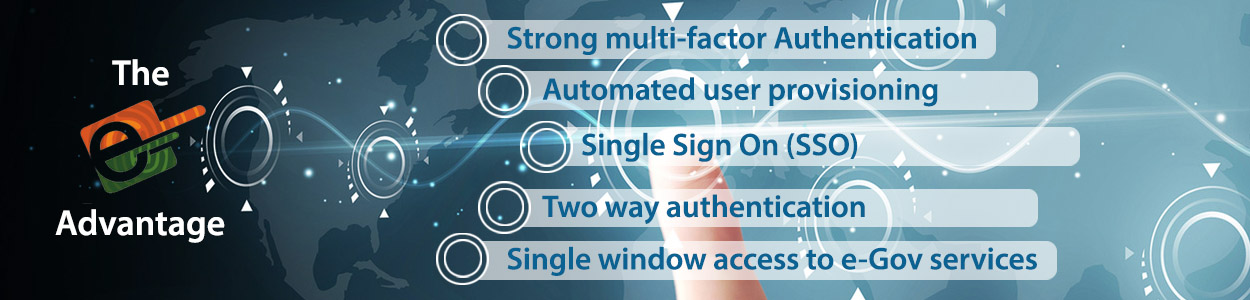 The
e
Advantage
Strong multi-factor Authentication
Automated user provisioning
Single Sign On (SSO)
Two way authentication
Single window access to e-Gov services